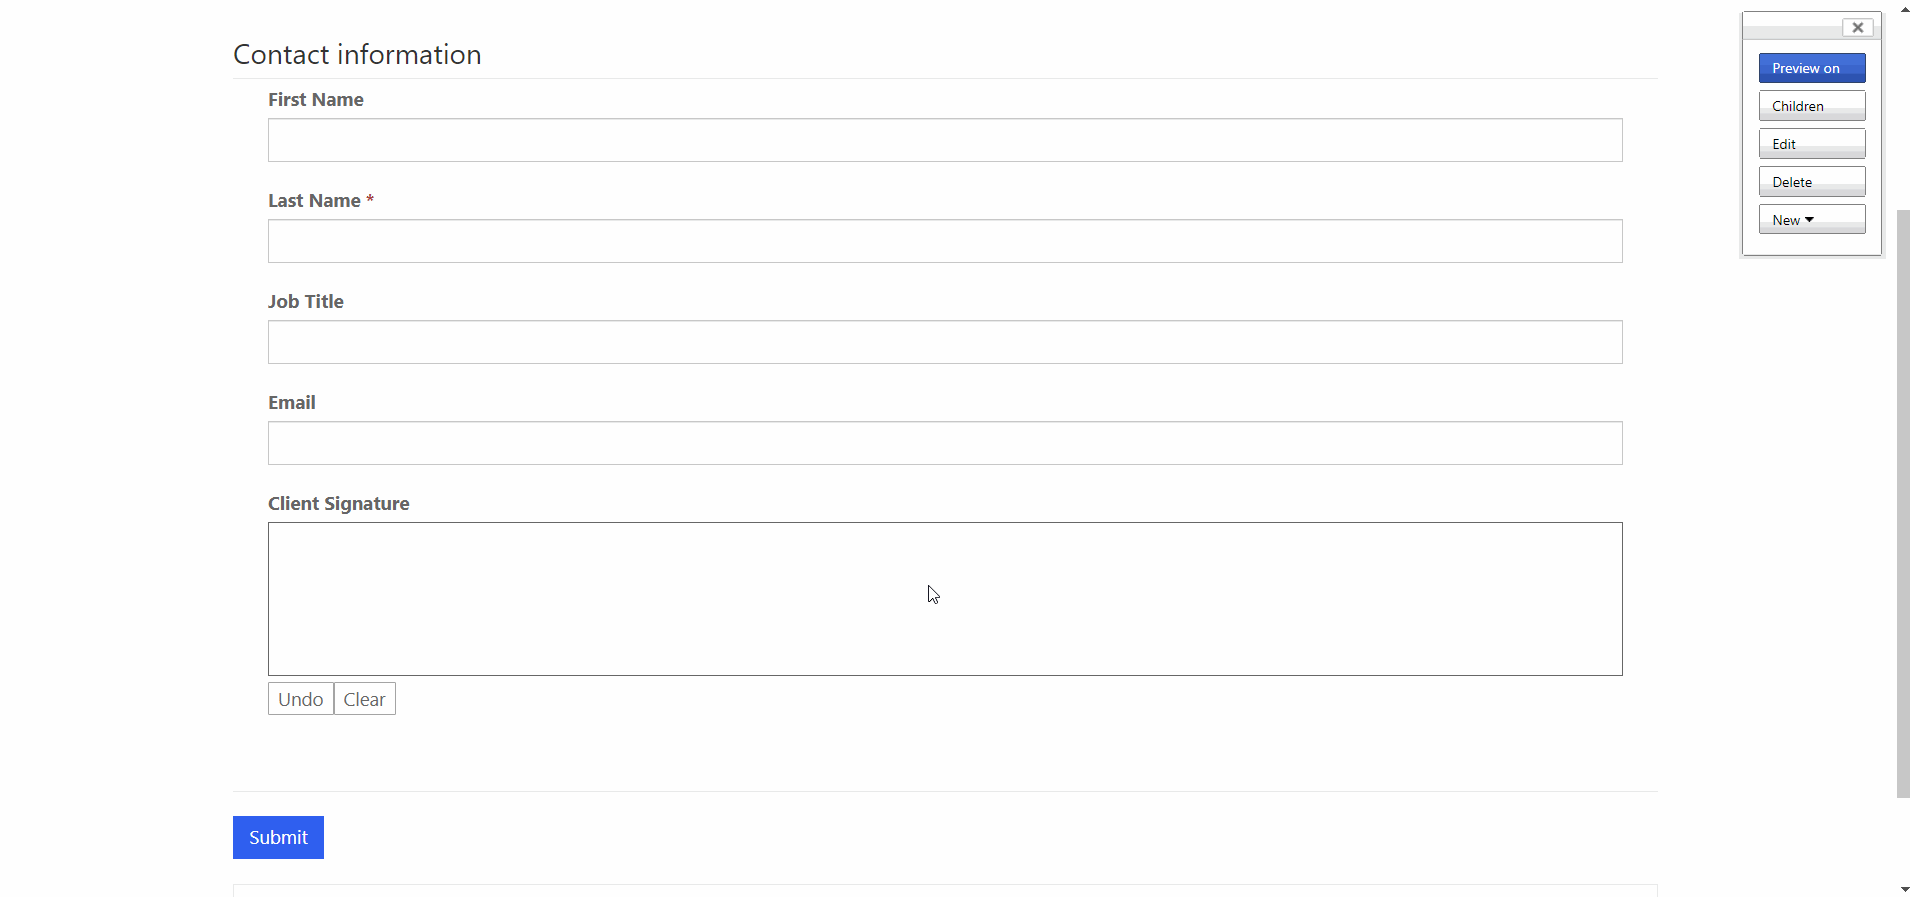 Contact information
First Name
Last Name *
Job Title
Email
Client Signature
Undo
Clear
Submit
Preview on
Children
Edit
Delete
New